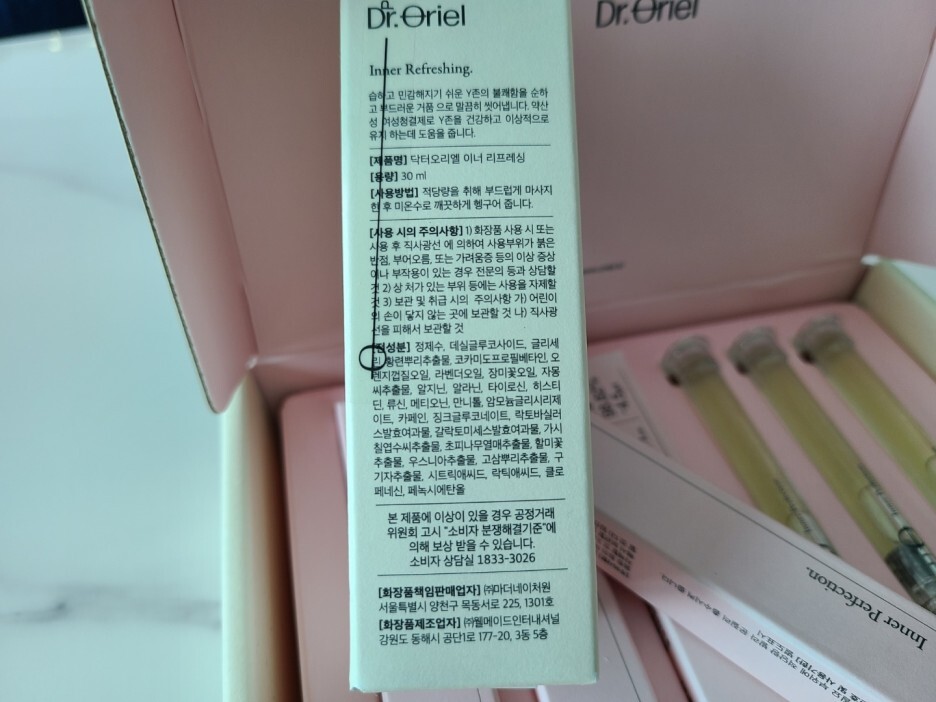 Dr.Oriel
Dr.Oriel
Inner Refreshing.
습하고 민감해지기 쉬운 Y존의 불쾌함을 순하
고 부드러운 거품 으로 말끔히 씻어냅니다. 약산
성 여성청결제로 Y존을 건강하고 이상적으로
유지 하는데 도움을 줍니다.
[제품명] 닥터오리엘 이너 리프레싱
[용량] 30 ml
[사용방법] 적당량을 취해 부드럽게 마사지
한 후 미온수로 깨끗하게 헹구어 줍니다.
[사용 시의 주의사항] 1) 화장품 사용 시 또는
사용 후 직사광선 에 의하여 사용부위가 붉은
반점, 부어오름, 또는 가려움증 등의 이상 증상
이나 부작용이 있는 경우 전문의 등과 상담할
것 2) 상 처가 있는 부위 등에는 사용을 자제할
것 3) 보관 및 취급 시의 주의사항 가) 어린이
의 손이 닿지 않는 곳에 보관할 것 나) 직사광
선을 피해서 보관할 것
[전성분] 정제수, 데실글루코사이드, 글리세
린, 황련뿌리추출물, 코카미도프로필베타인, 오
렌지껍질오일, 라벤더오일, 장미꽃오일, 자몽
씨추출물, 알지닌, 알라닌, 타이로신, 히스티
딘, 류신, 메티오닌, 만니톨, 암모늄글리시리제
이트, 카페인, 징크글루코네이트, 락토바실러
스발효여과물, 갈락토미세스발효여과물, 가시
칠엽수씨추출물, 초피나무열매추출물, 할미꽃
추출물, 우스니아추출물, 고삼뿌리추출물, 구
기자추출물, 시트릭애씨드, 락틱애씨드, 클로
페네신, 페녹시에탄올
본 제품에 이상이 있을 경우 공정거래
위원회 고시 "소비자 분쟁해결기준"에
의해 보상 받을 수 있습니다.
소비자 상담실 1833-3026
[화장품책임판매업자] ㈜마더네이처원
서울특별시 양천구 목동서로 225, 1301호
[화장품제조업자] ㈜웰메이드인터내셔널
강원도 동해시 공단1로 177-20, 3동 5층
Inner Perfection.